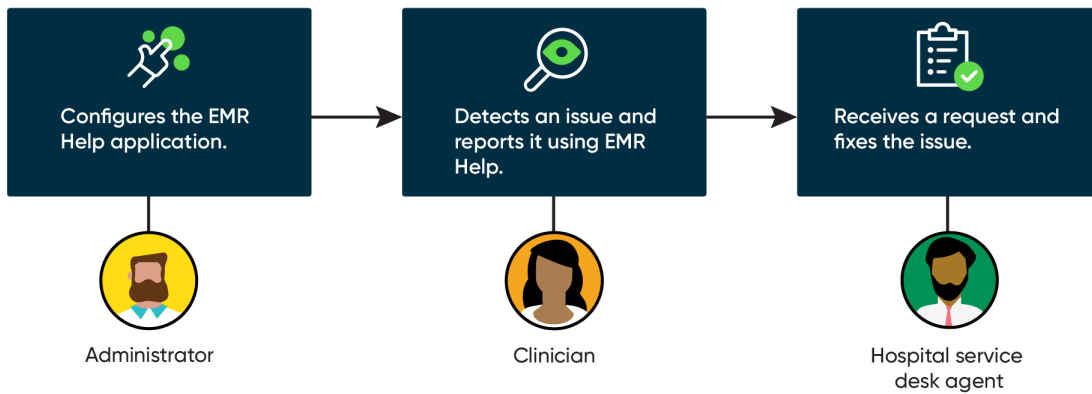 Configures the EMR
Help application.
Detects an issue and
reports it using EMR
Help.
Receives a request and
fixes the issue.
Administrator
Clinician
Hospital service
desk agent